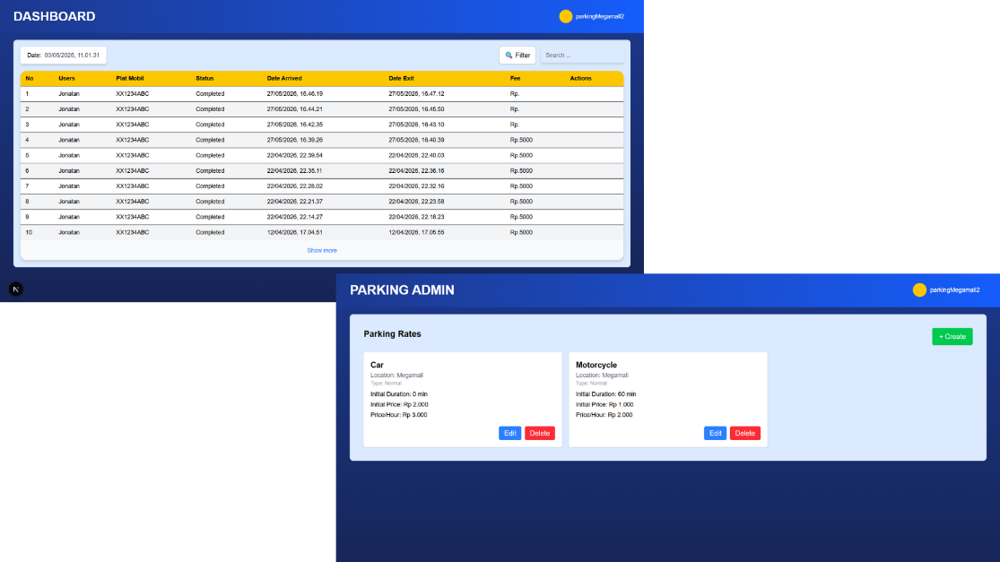 DASHBOARD
parkingMegamall2
Date: 03/06/2026, 11.01.31
Filter
Search ...
No Users Plat Mobil Status Date Arrived Date Exit Fee Actions
1 Jonatan XX1234ABC Completed 27/05/2026, 16.46.19 27/05/2026, 16.47.12 Rp.
2 Jonatan XX1234ABC Completed 27/05/2026, 16.44.21 27/05/2026, 16.45.50 Rp.
3 Jonatan XX1234ABC Completed 27/05/2026, 16.42.35 27/05/2026, 16.43.10 Rp.
4 Jonatan XX1234ABC Completed 27/05/2026, 16.39.26 27/05/2026, 16.40.39 Rp.5000
5 Jonatan XX1234ABC Completed 22/04/2026, 22.39.54 22/04/2026, 22.40.03 Rp.5000
6 Jonatan XX1234ABC Completed 22/04/2026, 22.35.11 22/04/2026, 22.36.16 Rp.5000
7 Jonatan XX1234ABC Completed 22/04/2026, 22.28.02 22/04/2026, 22.32.16 Rp.5000
8 Jonatan XX1234ABC Completed 22/04/2026, 22.21.37 22/04/2026, 22.23.58 Rp.5000
9 Jonatan XX1234ABC Completed 22/04/2026, 22.14.27 22/04/2026, 22.18.23 Rp.5000
10 Jonatan XX1234ABC Completed 12/04/2026, 17.04.51 12/04/2026, 17.05.55 Rp.5000
Show more
N
PARKING ADMIN
parkingMegamall2
Parking Rates
+ Create
Car
Location: Megamall
Type: Normal
Initial Duration: 0 min
Initial Price: Rp 2.000
Price/Hour: Rp 3.000
Edit Delete
Motorcycle
Location: Megamall
Type: Normal
Initial Duration: 60 min
Initial Price: Rp 1.000
Price/Hour: Rp 2.000
Edit Delete